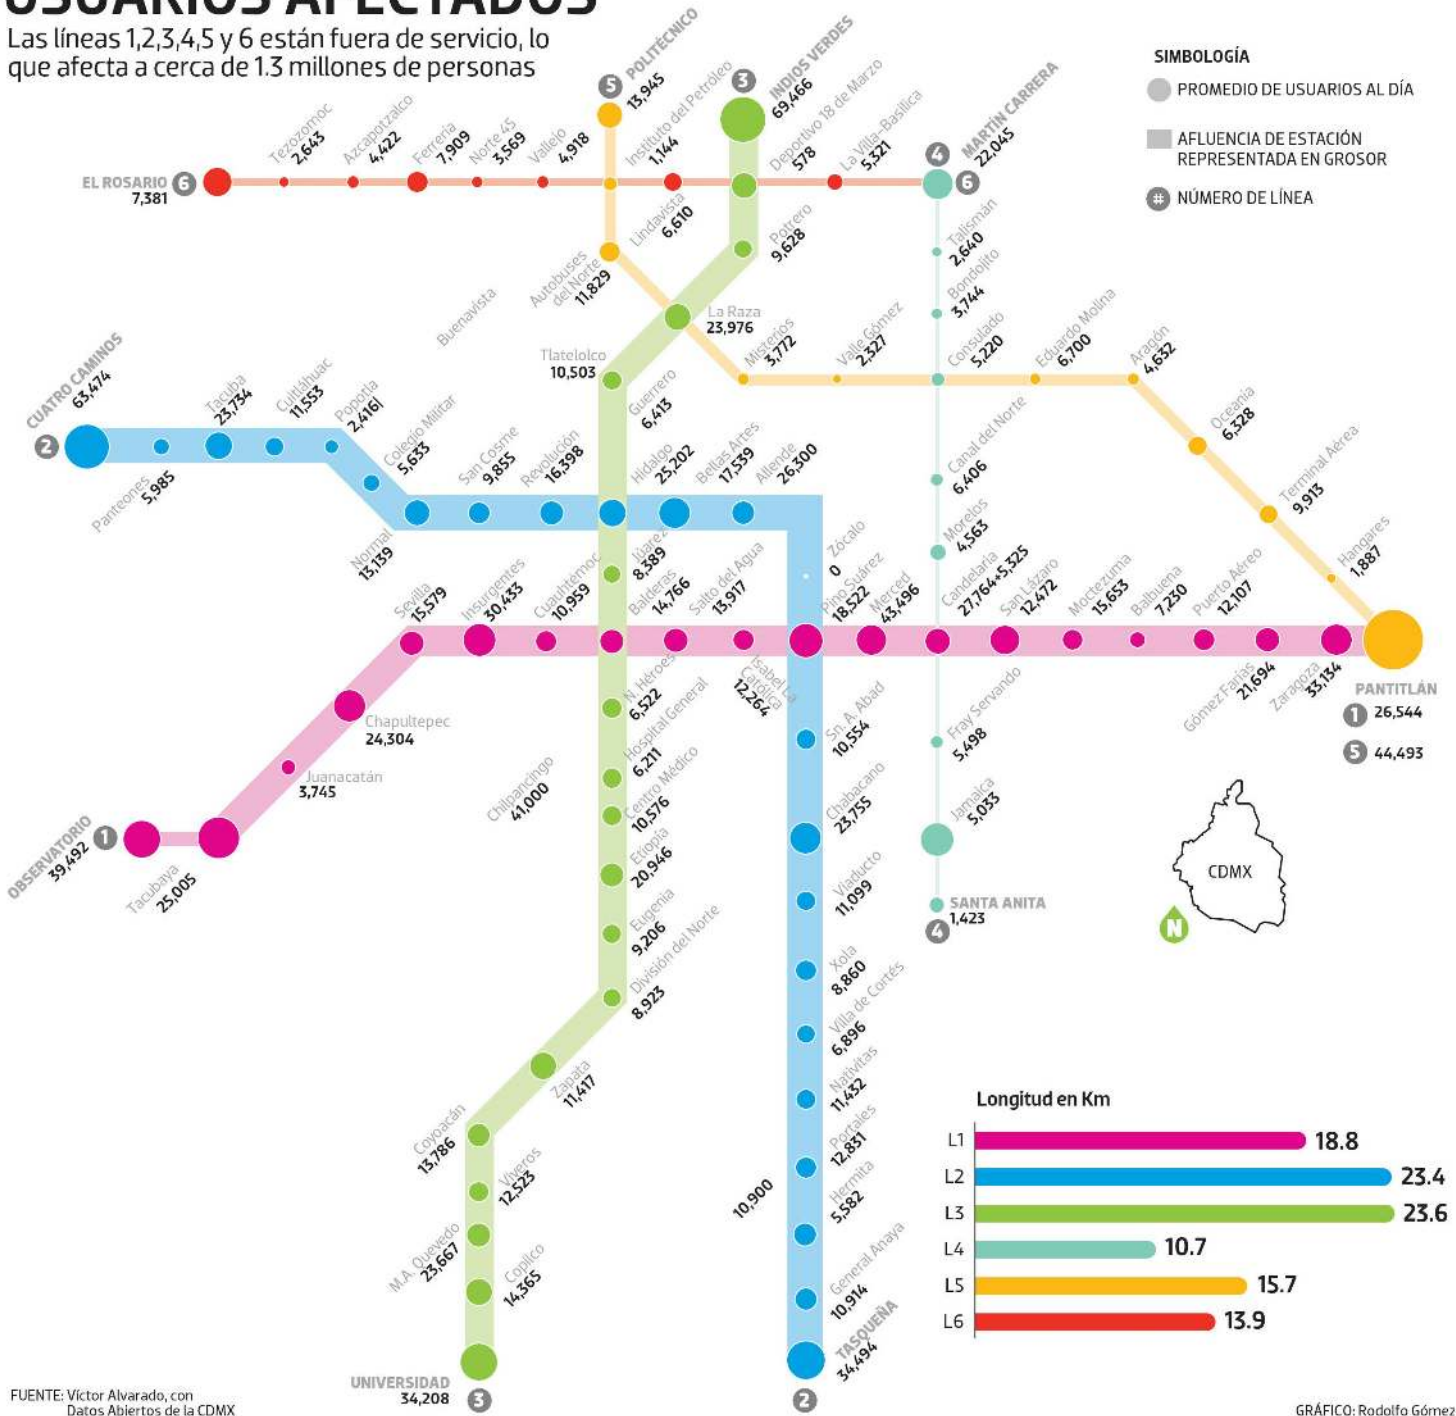 USUARIOS AFECTADOS
Las líneas 1,2,3,4,5 y 6 están fuera de servicio, lo
que afecta a cerca de 1.3 millones de personas
SIMBOLOGÍA
PROMEDIO DE USUARIOS AL DÍA
AFLUENCIA DE ESTACIÓN
REPRESENTADA EN GROSOR
# NÚMERO DE LÍNEA
EL ROSARIO 6
7,381
Tezozomoc
2,643
Azcapotzalco
4,422
Ferrería
7,909
Norte 45
3,569
Vallejo
4,918
5 POLITÉCNICO
13,945
Instituto del Petróleo
1,144
Lindavista
6,610
3 INDIOS VERDES
69,466
Deportivo 18 de Marzo
578
La Villa-Basílica
5,321
4 MARTÍN CARRERA
22,045
6
Autobuses
del Norte
11,829
Potrero
9,628
Talismán
2,640
Bondojito
3,744
Buenavista
La Raza
23,976
Misterios
3,772
Valle Gómez
2,327
Consulado
5,220
Eduardo Molina
6,700
Aragón
4,632
Oceanía
6,328
Terminal Aérea
9,913
Hangares
1,887
Tlatelolco
10,503
Guerrero
6,413
2 CUATRO CAMINOS
63,474
Panteones
5,985
Tacuba
23,734
Cuitláhuac
11,553
Popotla
2,416|
Colegio Militar
5,633
Normal
13,139
San Cosme
9,855
Revolución
16,398
Hidalgo
25,202
Bellas Artes
17,539
Allende
26,300
Zócalo
0
Canal del Norte
6,406
Morelos
4,563
Júarez
8,389
Sevilla
15,579
Insurgentes
30,433
Cuauhtémoc
10,959
Balderas
14,766
Salto del Agua
13,917
Isabel La
Católica
12,264
Pino Suárez
18,522
Merced
43,496
Candelaria
27,764+5,325
San Lázaro
12,472
Moctezuma
15,653
Balbuena
7,230
Puerto Aéreo
12,107
Gómez Farías
21,694
Zaragoza
33,134
PANTITLÁN
1 26,544
5 44,493
Chapultepec
24,304
Juanacatán
3,745
OBSERVATORIO 1
39,492
Tacubaya
25,005
N. Héroes
6,522
Hospital General
6,211
Chilpancingo
41,000
Centro Médico
10,576
Etiopía
20,946
Eugenia
9,206
División del Norte
8,923
Zapata
11,417
Coyoacán
13,786
Viveros
12,523
M.A. Quevedo
23,667
Copilco
14,365
UNIVERSIDAD
34,208 3
Sn. A. Abad
10,554
Chabacano
23,755
Viaducto
11,099
Xola
8,860
Villa de Cortés
6,896
Nativitas
11,432
Portales
12,831
Hermita
5,582
10,900
General Anaya
10,914
TASQUEÑA
34,494
2
Fray Servando
5,498
Jamaica
5,033
SANTA ANITA
1,423
4
CDMX
N
Longitud en Km
L1 18.8
L2 23.4
L3 23.6
L4 10.7
L5 15.7
L6 13.9
FUENTE: Víctor Alvarado, con
Datos Abiertos de la CDMX
GRÁFICO: Rodolfo Gómez